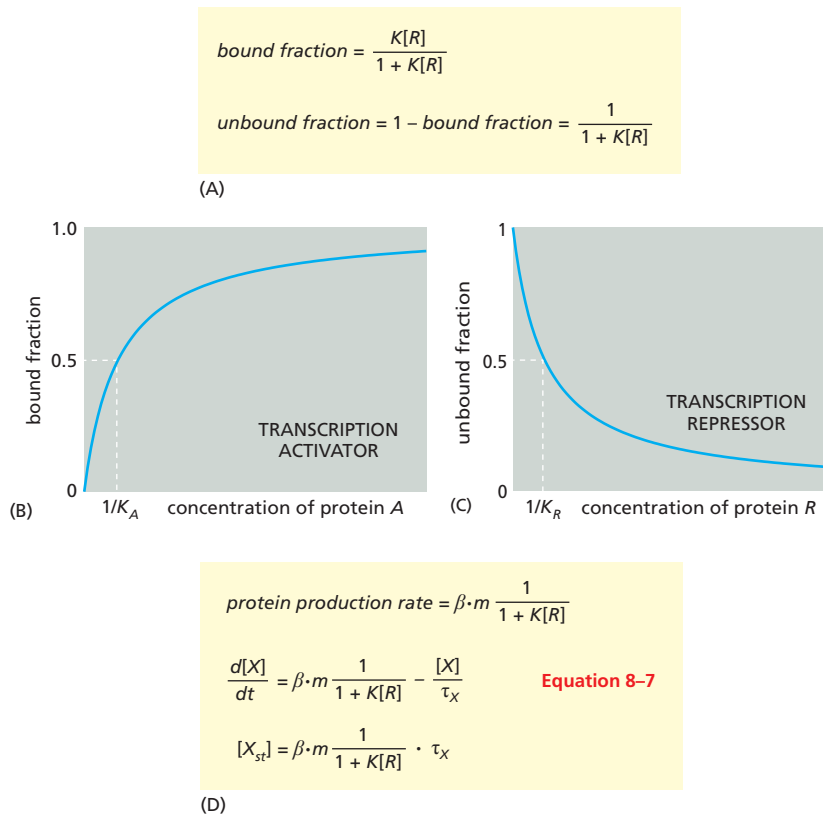 bound fraction = K[R] / 1 + K[R]
unbound fraction = 1 – bound fraction = 1 / 1 + K[R]
(A)
1.0
0.5
0
bound fraction
TRANSCRIPTION
ACTIVATOR
1/K_A
concentration of protein A
(B)
1
0.5
0
unbound fraction
TRANSCRIPTION
REPRESSOR
1/K_R
concentration of protein R
(C)
protein production rate = β·m 1 / 1 + K[R]
d[X] / dt = β·m 1 / 1 + K[R] – [X] / τ_X
Equation 8–7
[X_st] = β·m 1 / 1 + K[R] · τ_X
(D)